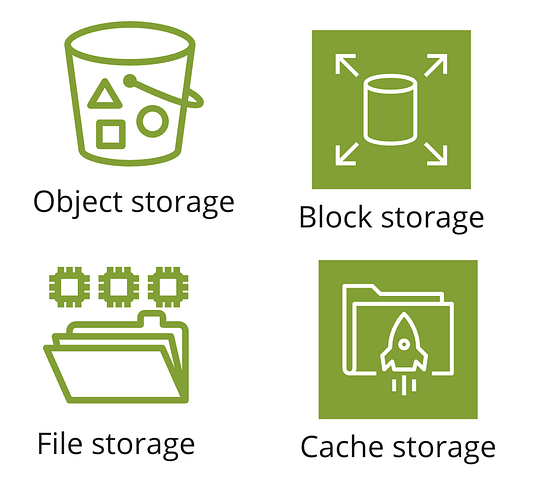 Object storage
Block storage
File storage
Cache storage